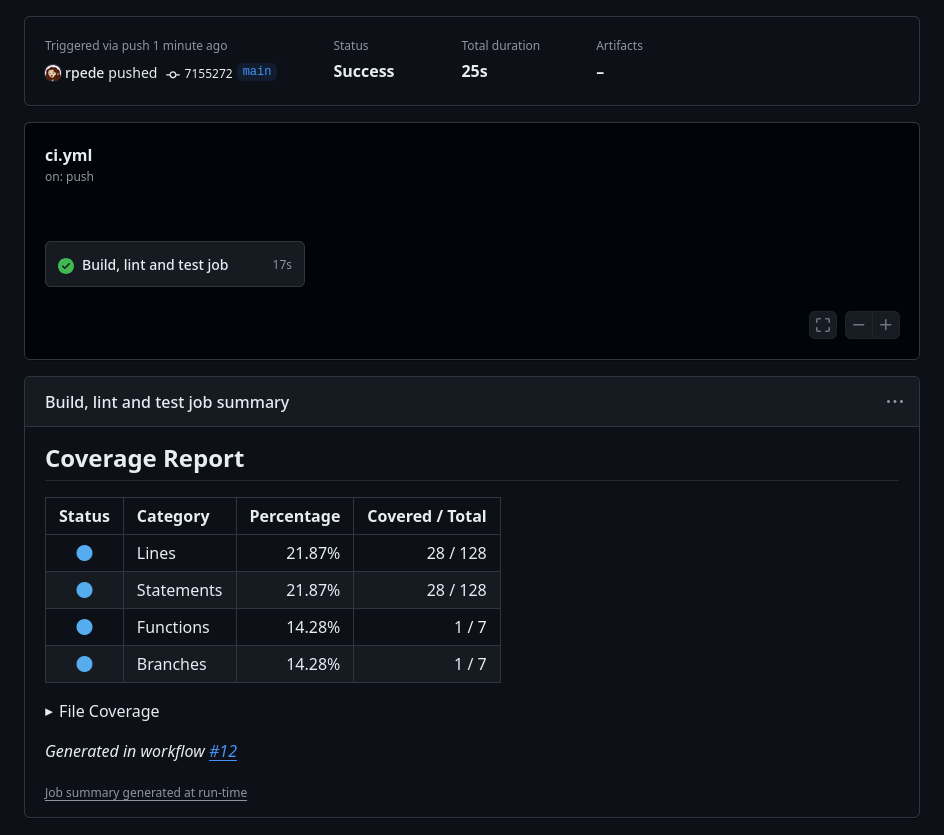 Triggered via push 1 minute ago
rpede pushed 7155272 main
Status
Success
Total duration
25s
Artifacts
–
ci.yml
on: push
Build, lint and test job 17s
Build, lint and test job summary
Coverage Report
Status Category Percentage Covered / Total
Lines 21.87% 28 / 128
Statements 21.87% 28 / 128
Functions 14.28% 1 / 7
Branches 14.28% 1 / 7
File Coverage
Generated in workflow #12
Job summary generated at run-time